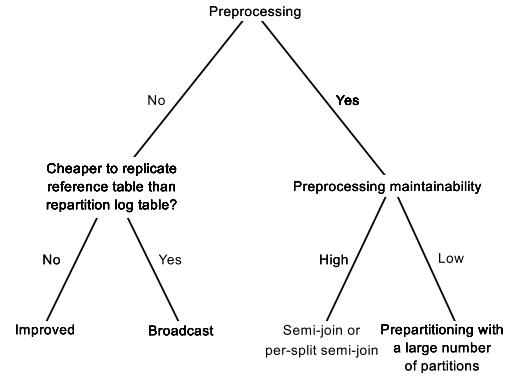 Preprocessing
No
Yes
Cheaper to replicate
reference table than
repartition log table?
Preprocessing maintainability
No
Yes
High
Low
Improved
Broadcast
Semi-join or
per-split semi-join
Prepartitioning with
a large number
of partitions